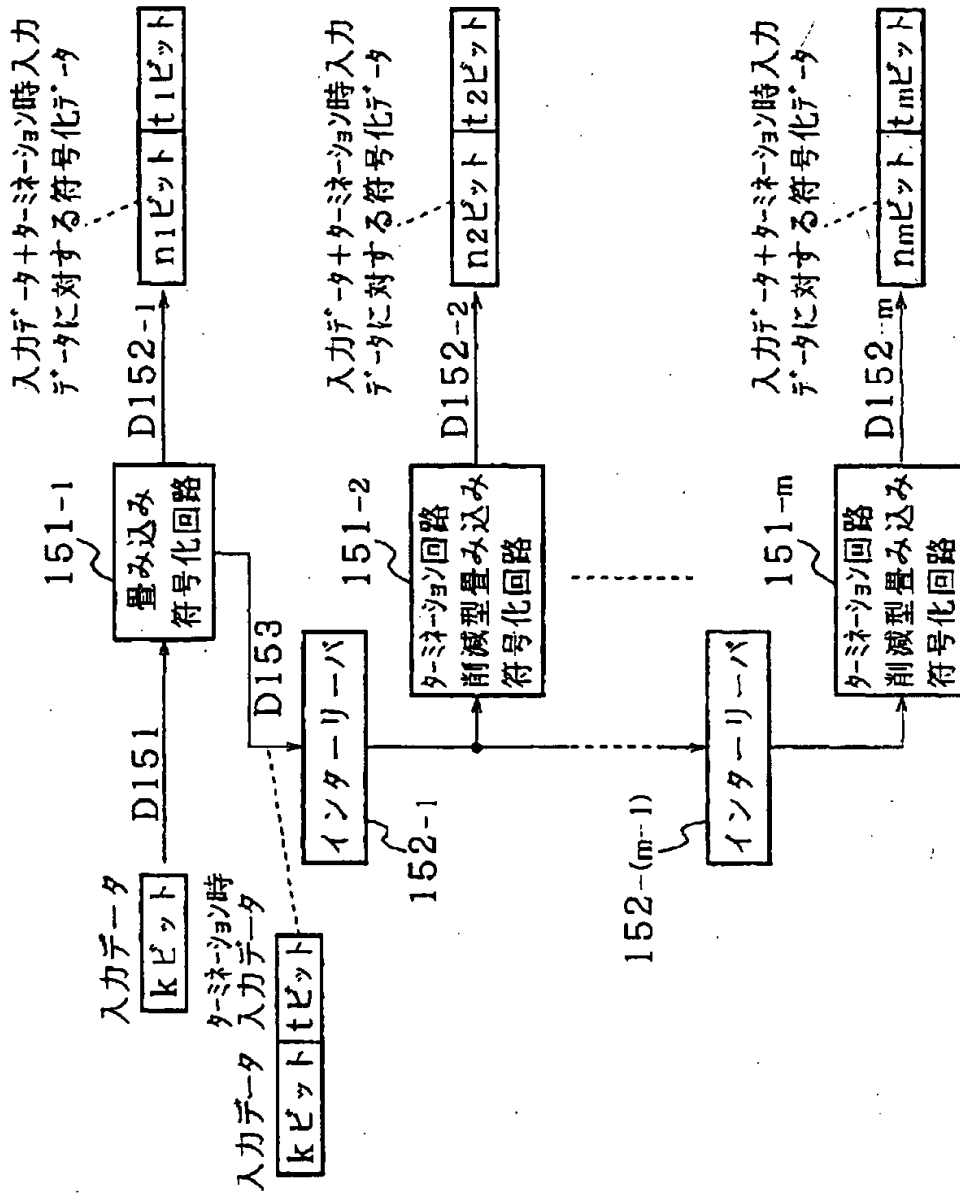 入力データ
kビット
D151
151-1
畳み込み
符号化回路
D152-1
入力データ+ターミネーション時入力
データに対する符号化データ
n1ビット t1ビット
入力データ
ターミネーション時
入力データ
kビット tビット
D153
インターリーバ
152-1
151-2
ターミネーション回路
削減型畳み込み
符号化回路
D152-2
入力データ+ターミネーション時入力
データに対する符号化データ
n2ビット t2ビット
152-(m-1)
インターリーバ
151-m
ターミネーション回路
削減型畳み込み
符号化回路
D152-m
入力データ+ターミネーション時入力
データに対する符号化データ
nmビット tmビット